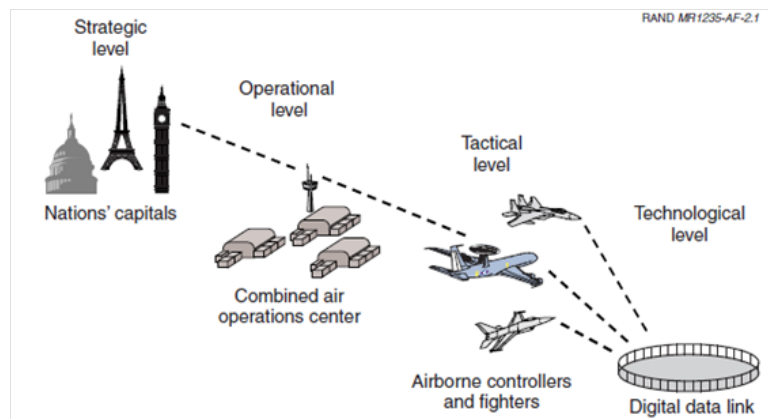 RAND MR1235-AF-2.1
Strategic
level
Operational
level
Tactical
level
Technological
level
Nations' capitals
Combined air
operations center
Airborne controllers
and fighters
Digital data link